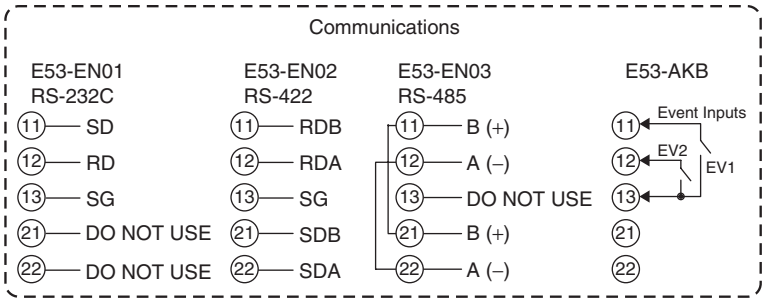 Communications
E53-EN01
RS-232C
11 SD
12 RD
13 SG
21 DO NOT USE
22 DO NOT USE
E53-EN02
RS-422
11 RDB
12 RDA
13 SG
21 SDB
22 SDA
E53-EN03
RS-485
11 B (+)
12 A (−)
13 DO NOT USE
21 B (+)
22 A (−)
E53-AKB
11 Event Inputs
12 EV2
EV1
13
21
22